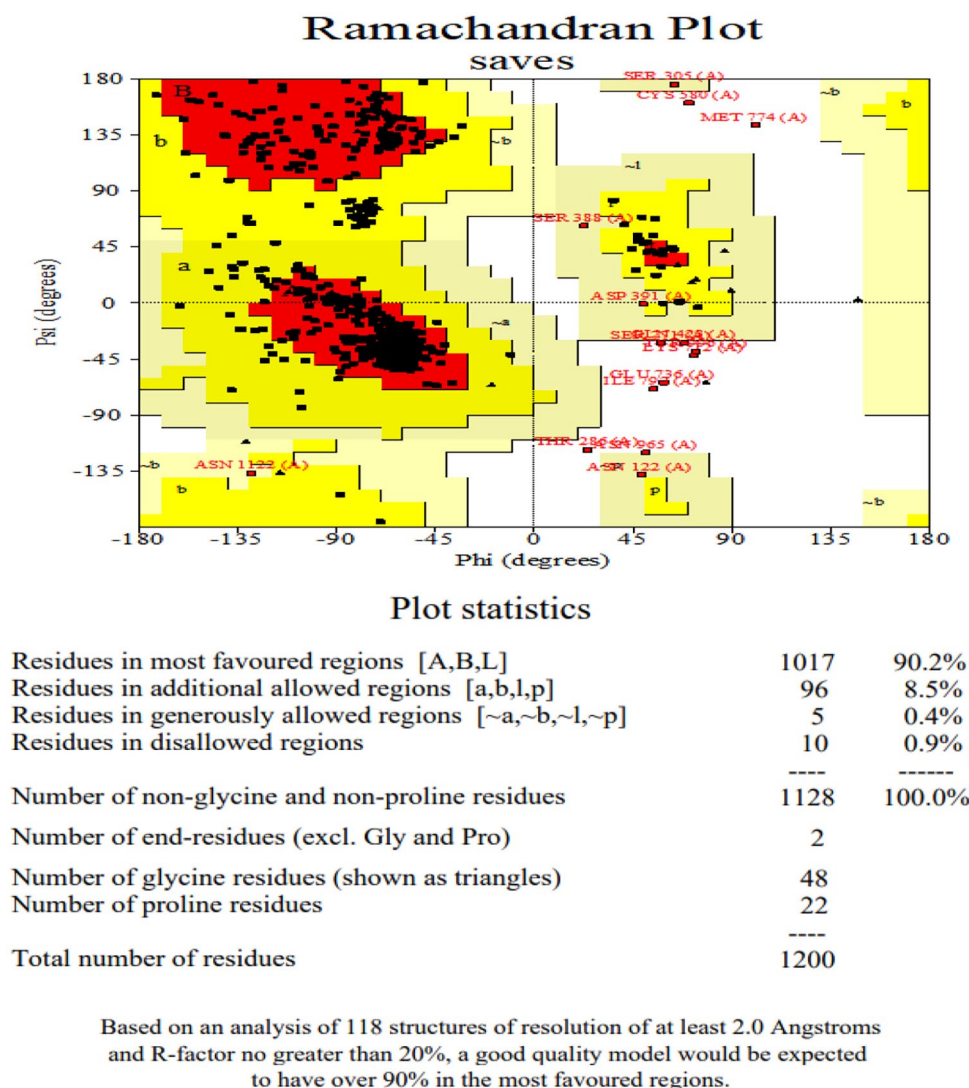 Ramachandran Plot
saves
180
135
90
45
0
-45
-90
-135
Psi (degrees)
B
b
a
A
~b
~l
~a
b
~b
b
~b
p
~b
SER 305 (A)
CYS 580 (A)
MET 774 (A)
SER 388 (A)
ASP 391 (A)
GLU 736 (A)
ASN 965 (A)
ASN 1122 (A)
ASN 122 (A)
-180 -135 -90 -45 0 45 90 135 180
Phi (degrees)
Plot statistics
Residues in most favoured regions [A,B,L] 1017 90.2%
Residues in additional allowed regions [a,b,l,p] 96 8.5%
Residues in generously allowed regions [~a,~b,~l,~p] 5 0.4%
Residues in disallowed regions 10 0.9%
---- ------
Number of non-glycine and non-proline residues 1128 100.0%
Number of end-residues (excl. Gly and Pro) 2
Number of glycine residues (shown as triangles) 48
Number of proline residues 22
----
Total number of residues 1200
Based on an analysis of 118 structures of resolution of at least 2.0 Angstroms
and R-factor no greater than 20%, a good quality model would be expected
to have over 90% in the most favoured regions.